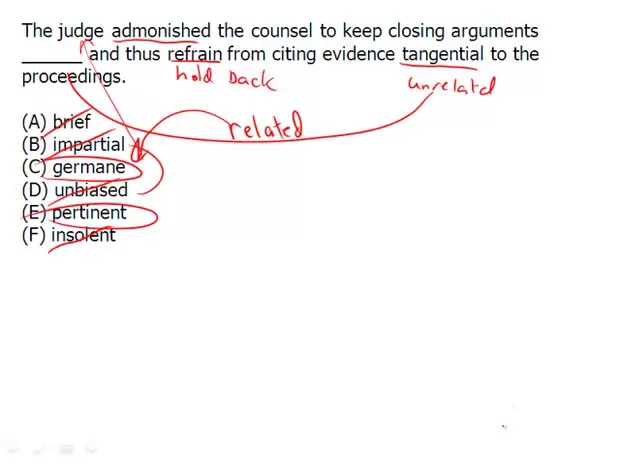 The judge admonished the counsel to keep closing arguments
______ and thus refrain from citing evidence tangential to the
proceedings.
hold back
unrelated
related
(A) brief
(B) impartial
(C) germane
(D) unbiased
(E) pertinent
(F) insolent